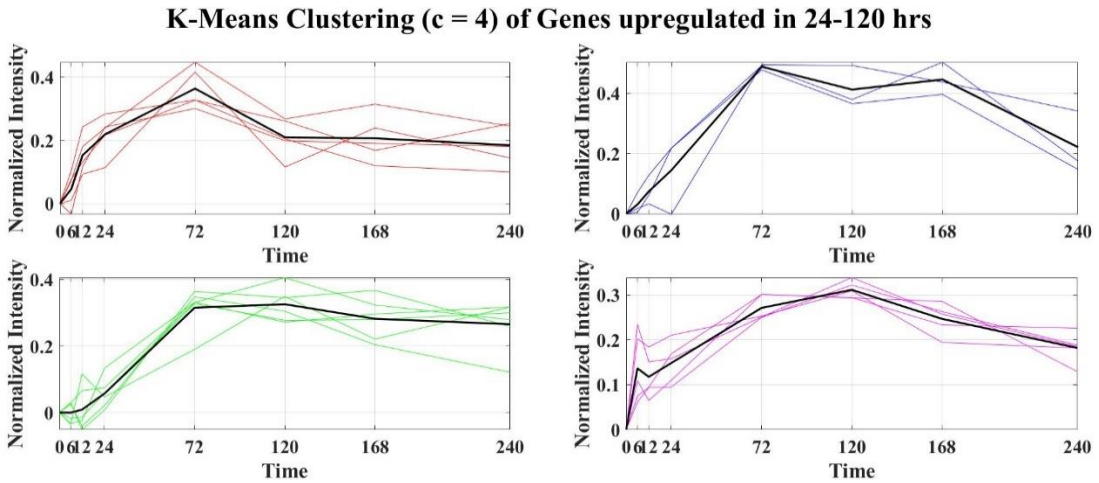 K-Means Clustering (c = 4) of Genes upregulated in 24-120 hrs
Normalized Intensity
0.4
0.2
0
0 6 12 24 72 120 168 240
Time
Normalized Intensity
0.4
0.2
0
0 6 12 24 72 120 168 240
Time
Normalized Intensity
0.4
0.2
0
0 6 12 24 72 120 168 240
Time
Normalized Intensity
0.3
0.2
0.1
0
0 6 12 24 72 120 168 240
Time